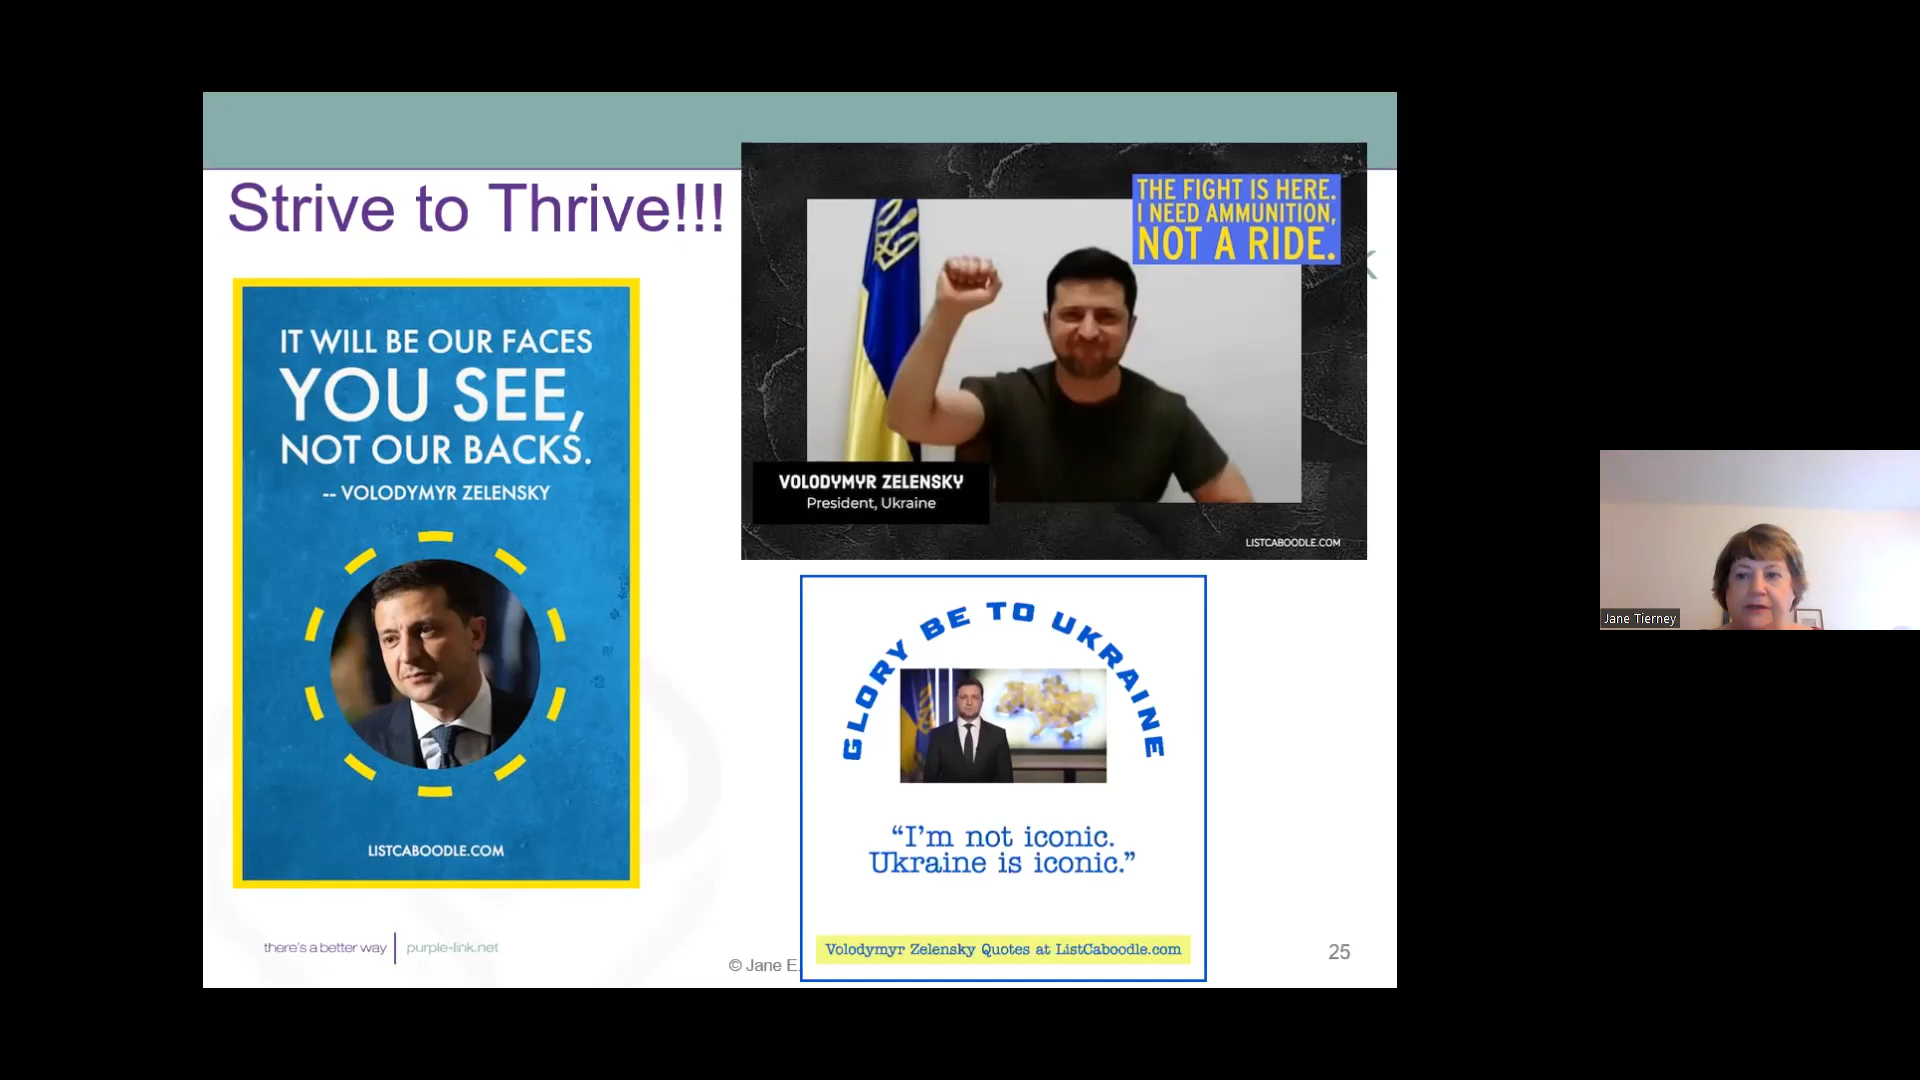 Strive to Thrive!!!
THE FIGHT IS HERE.
I NEED AMMUNITION,
NOT A RIDE.
VOLODYMYR ZELENSKY
President, Ukraine
LISTCABOODLE.COM
IT WILL BE OUR FACES
YOU SEE,
NOT OUR BACKS.
-- VOLODYMYR ZELENSKY
LISTCABOODLE.COM
GLORY BE TO UKRAINE
“I’m not iconic.
Ukraine is iconic.”
Volodymyr Zelensky Quotes at ListCaboodle.com
there's a better way
purple-link.net
© Jane E.
25
Jane Tierney